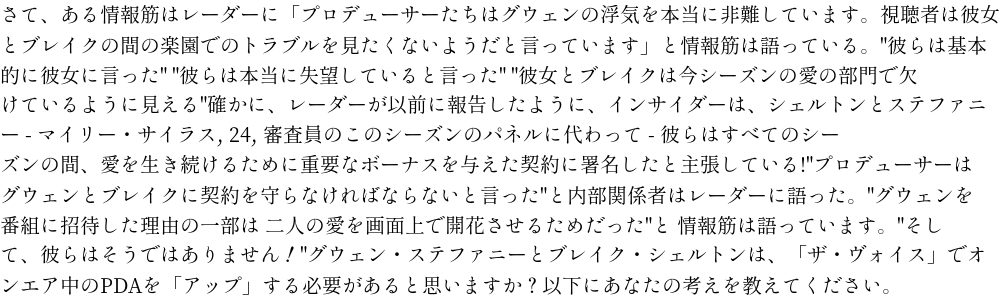 さて、ある情報筋はレーダーに「プロデューサーたちはグウェンの浮気を本当に非難しています。視聴者は彼女
とブレイクの間の楽園でのトラブルを見たくないようだと言っています」と情報筋は語っている。"彼らは基本
的に彼女に言った" "彼らは本当に失望していると言った" "彼女とブレイクは今シーズンの愛の部門で欠
けているように見える"確かに、レーダーが以前に報告したように、インサイダーは、シェルトンとステファニ
ー - マイリー・サイラス, 24, 審査員のこのシーズンのパネルに代わって - 彼らはすべてのシー
ズンの間、愛を生き続けるために重要なボーナスを与えた契約に署名したと主張している!"プロデューサーは
グウェンとブレイクに契約を守らなければならないと言った"と内部関係者はレーダーに語った。"グウェンを
番組に招待した理由の一部は 二人の愛を画面上で開花させるためだった"と 情報筋は語っています。"そし
て、彼らはそうではありません！"グウェン・ステファニーとブレイク・シェルトンは、「ザ・ヴォイス」でオ
ンエア中のPDAを「アップ」する必要があると思いますか？以下にあなたの考えを教えてください。